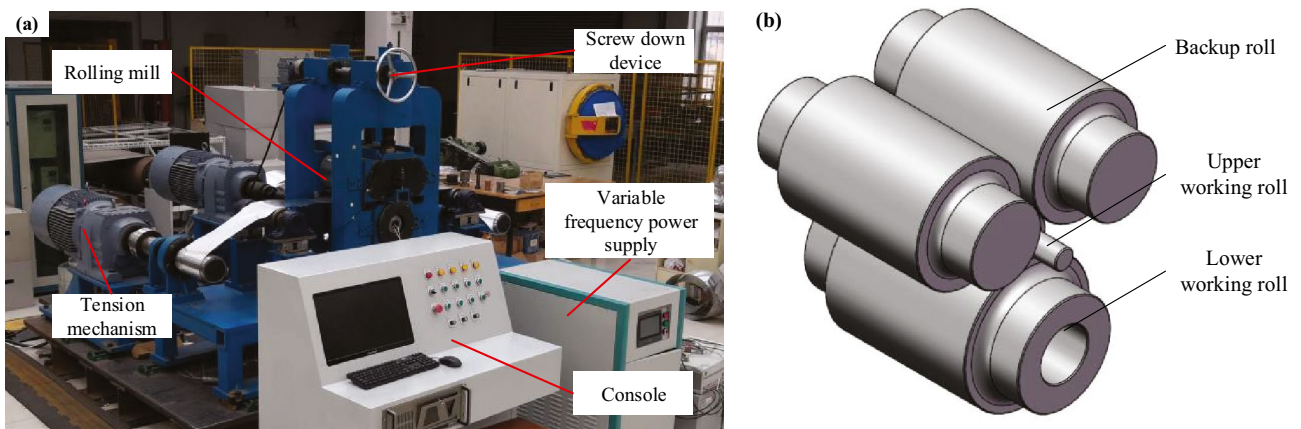 (a)
Screw down
device
Rolling mill
Variable
frequency power
supply
Tension
mechanism
Console
(b)
Backup roll
Upper
working roll
Lower
working roll